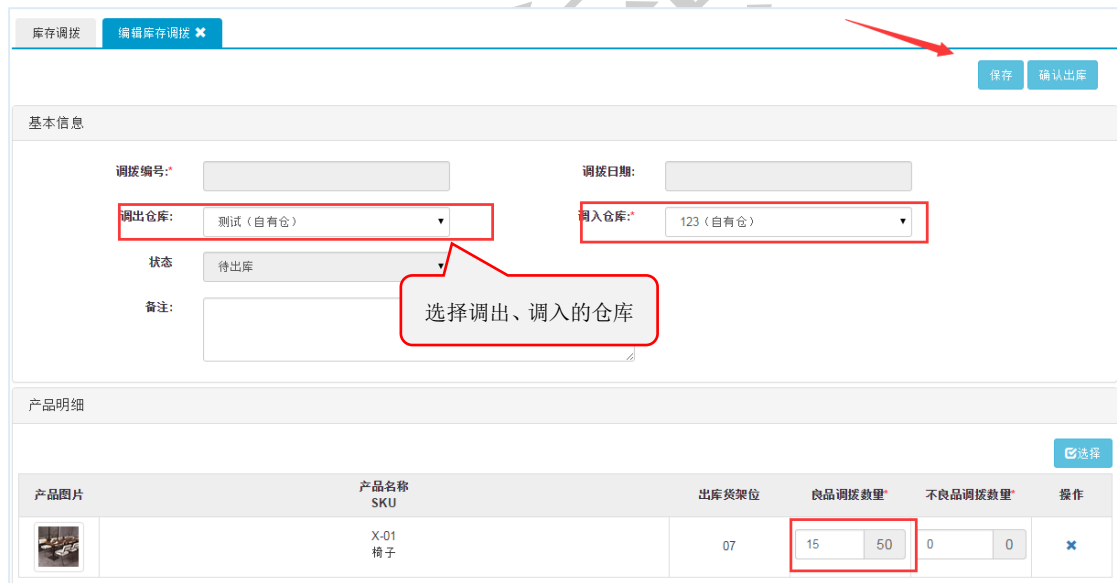 库存调拨 编辑库存调拨 ✖
保存 确认出库
基本信息
调拨编号:* 调拨日期:
调出仓库: 测试（自有仓） 调入仓库:* 123（自有仓）
状态 待出库
备注:
选择调出、调入的仓库
产品明细
选择
产品图片 产品名称 出库货架位 良品调拨数里* 不良品调拨数里* 操作
SKU
X-01
椅子 07 15 50 0 0 ✖